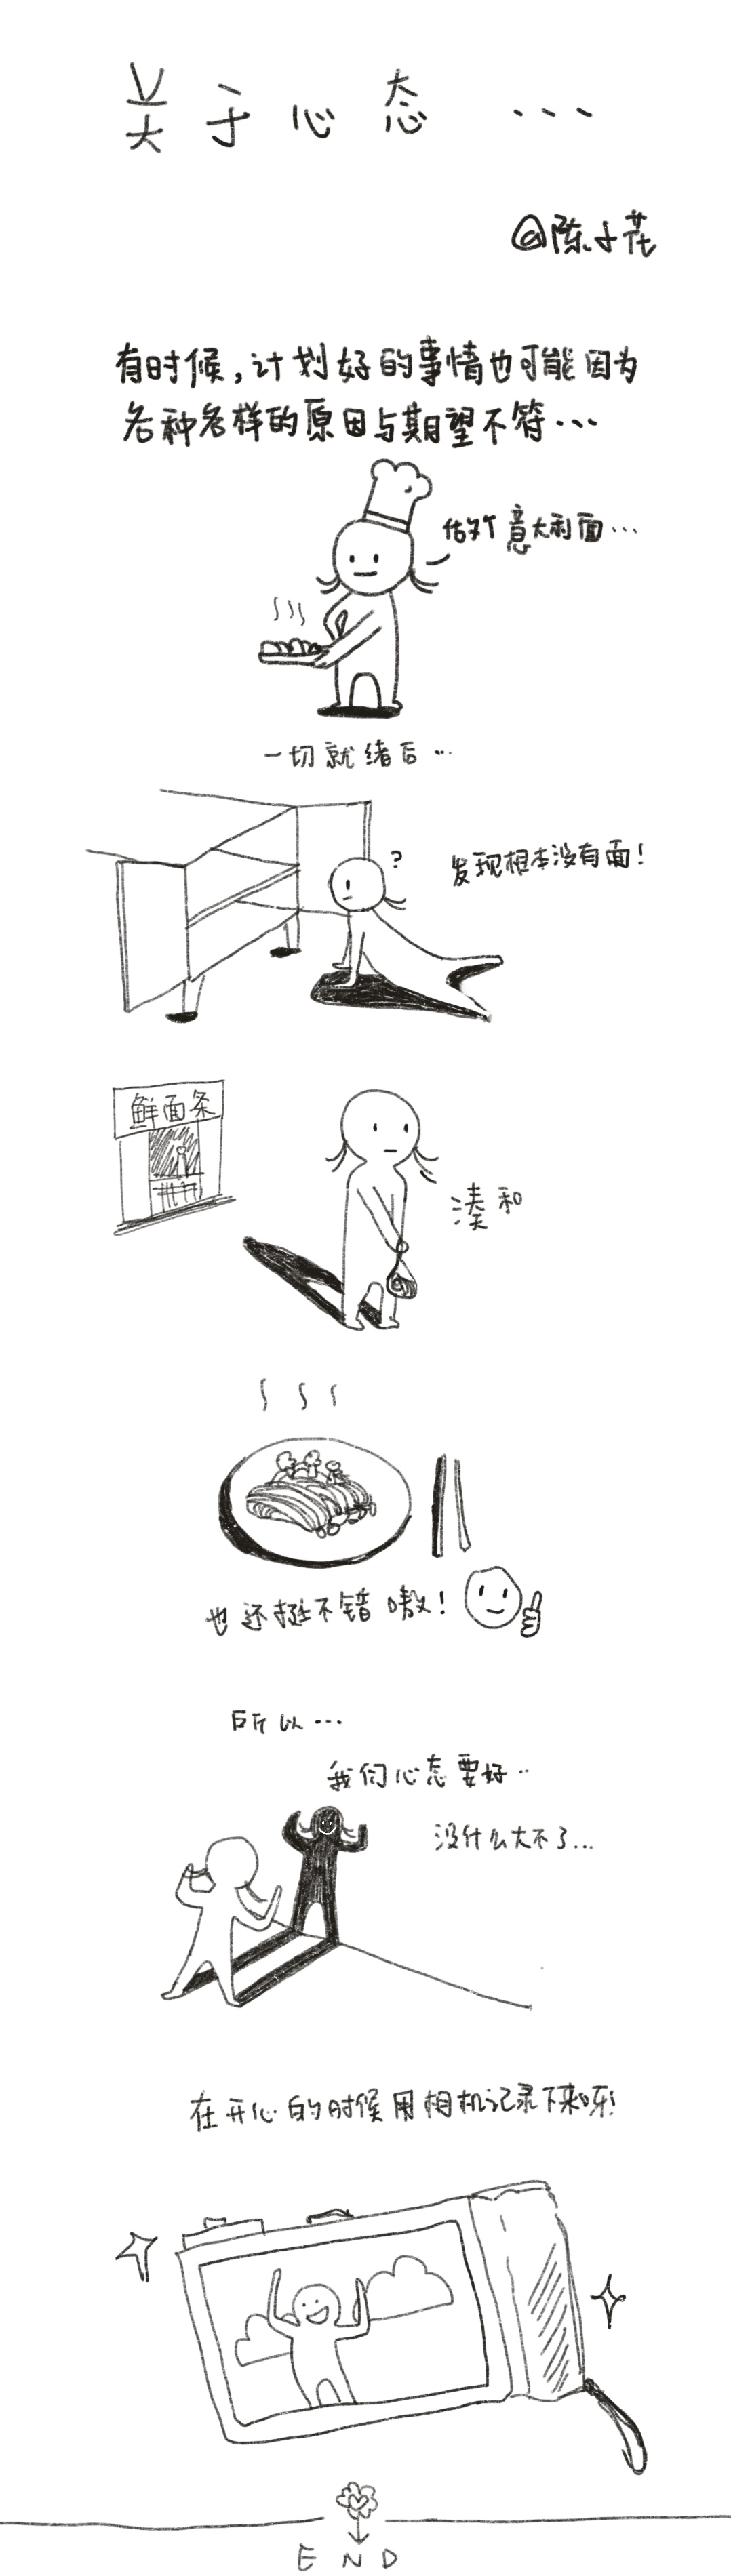 关于心态...
@陈子花
有时候,计划好的事情也可能因为
各种各样的原因与期望不符...
做个意大利面...
一切就绪后...
?
发现根本没有面!
鲜面条
凑和
也还挺不错嗷!
所以...
我们心态要好..
没什么大不了...
在开心的时候用相机记录下来呀!
END